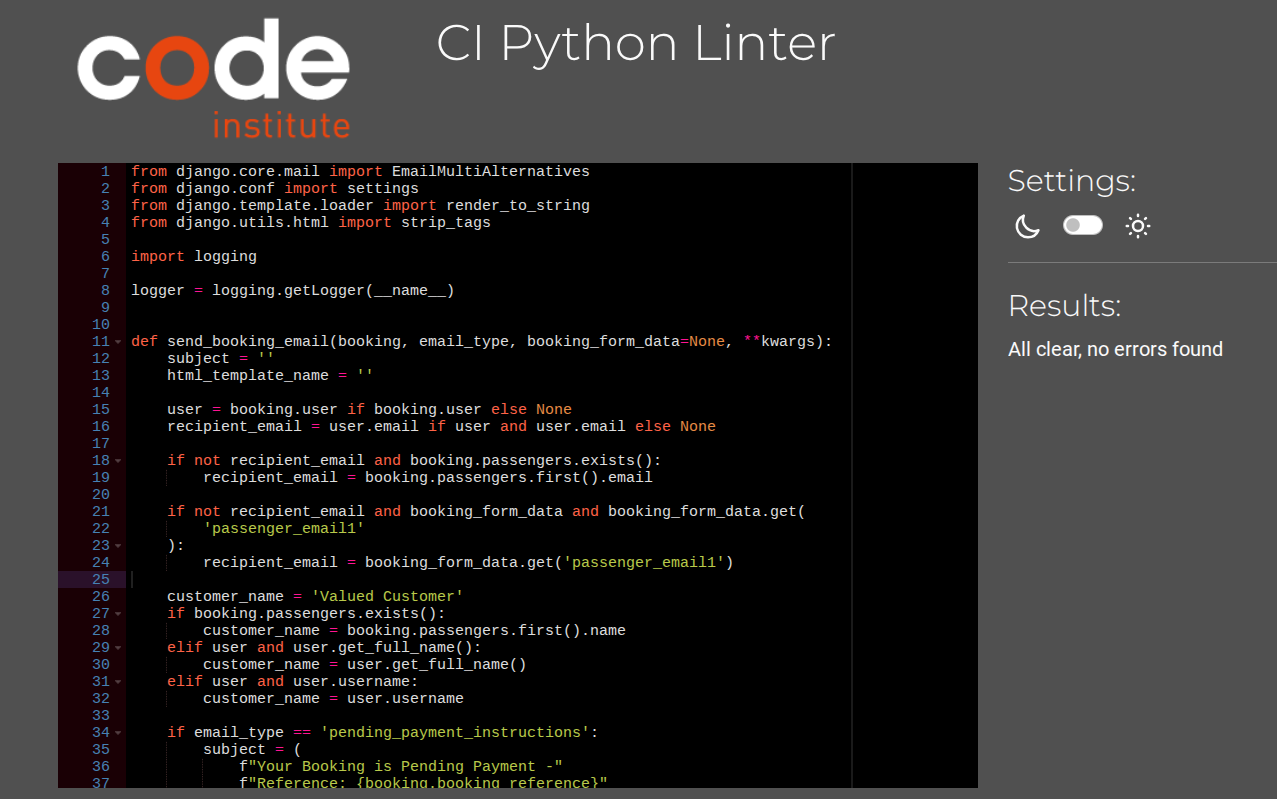 code
institute
CI Python Linter
1 from django.core.mail import EmailMultiAlternatives
2 from django.conf import settings
3 from django.template.loader import render_to_string
4 from django.utils.html import strip_tags
5
6 import logging
7
8 logger = logging.getLogger(__name__)
9
10
11 def send_booking_email(booking, email_type, booking_form_data=None, **kwargs):
12     subject = ''
13     html_template_name = ''
14
15     user = booking.user if booking.user else None
16     recipient_email = user.email if user and user.email else None
17
18     if not recipient_email and booking.passengers.exists():
19         recipient_email = booking.passengers.first().email
20
21     if not recipient_email and booking_form_data and booking_form_data.get(
22         'passenger_email1'
23     ):
24         recipient_email = booking_form_data.get('passenger_email1')
25
26     customer_name = 'Valued Customer'
27     if booking.passengers.exists():
28         customer_name = booking.passengers.first().name
29     elif user and user.get_full_name():
30         customer_name = user.get_full_name()
31     elif user and user.username:
32         customer_name = user.username
33
34     if email_type == 'pending_payment_instructions':
35         subject = (
36             f"Your Booking is Pending Payment -"
37             f"Reference: {booking.booking_reference}"
Settings:
Results:
All clear, no errors found